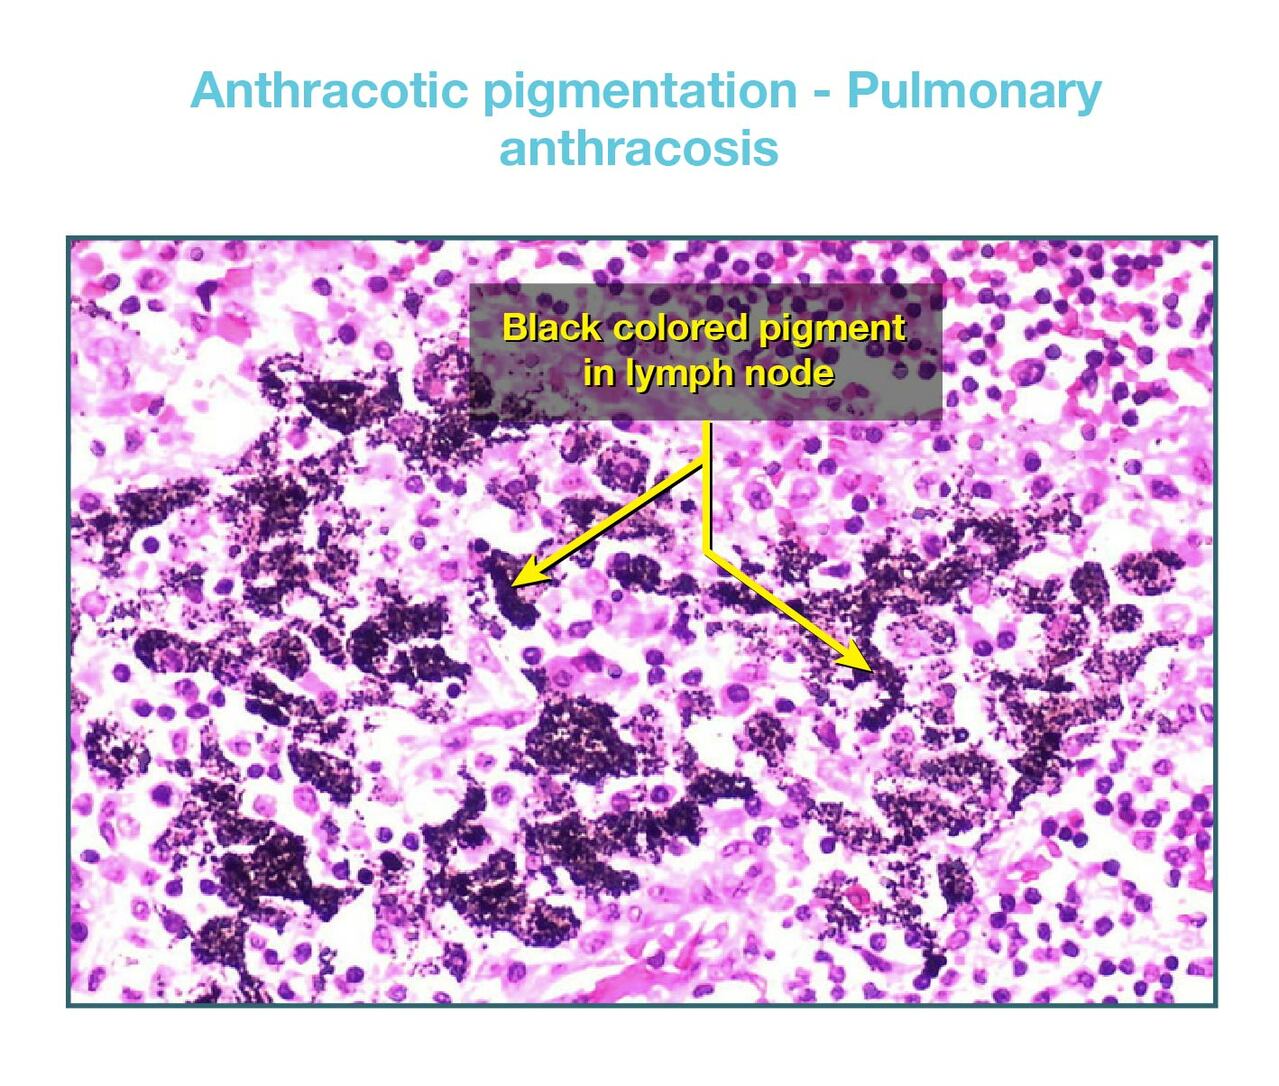 Anthracotic pigmentation - Pulmonary
anthracosis
Black colored pigment
in lymph node